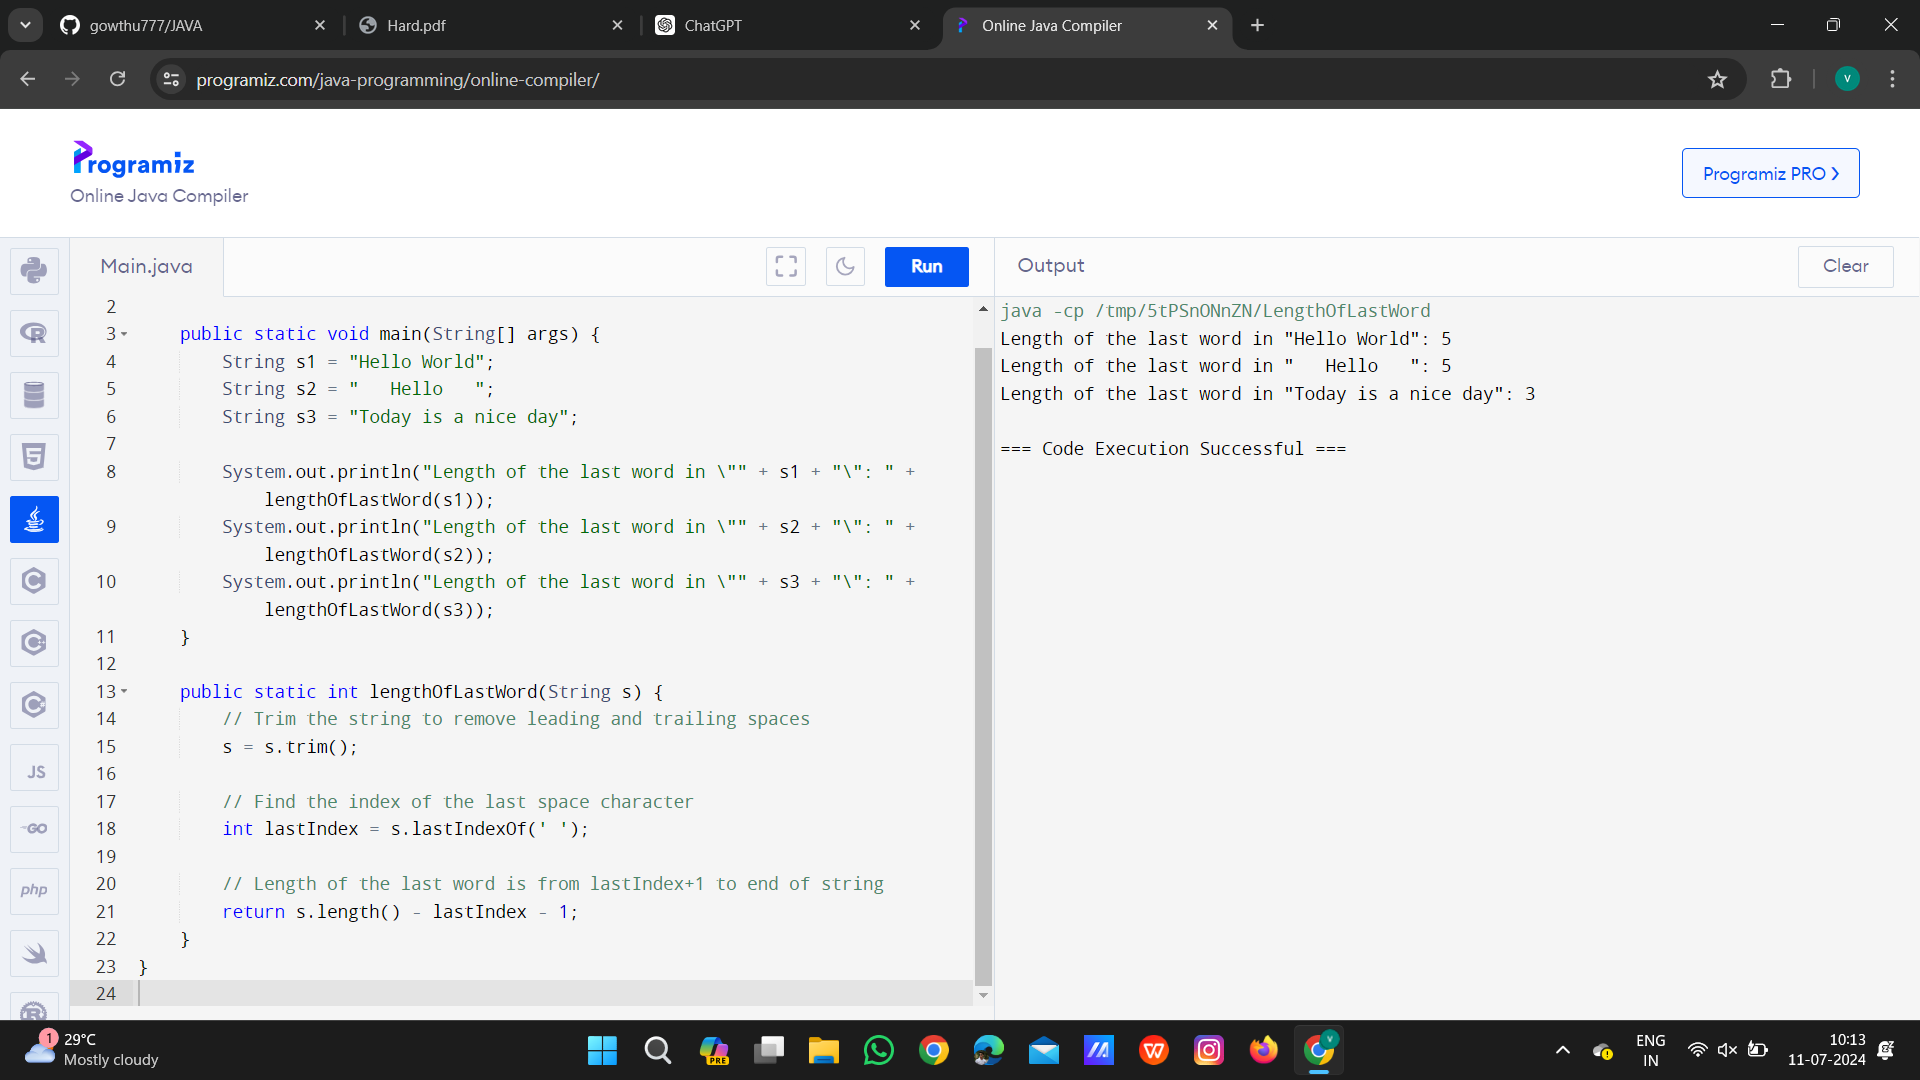 gowthu777/JAVA
Hard.pdf
ChatGPT
Online Java Compiler
programiz.com/java-programming/online-compiler/
V
Programiz
Online Java Compiler
Programiz PRO
Main.java
Run
Output
Clear
2
3 public static void main(String[] args) {
4 String s1 = "Hello World";
5 String s2 = "   Hello   ";
6 String s3 = "Today is a nice day";
7
8 System.out.println("Length of the last word in \"" + s1 + "\": " +
lengthOfLastWord(s1));
9 System.out.println("Length of the last word in \"" + s2 + "\": " +
lengthOfLastWord(s2));
10 System.out.println("Length of the last word in \"" + s3 + "\": " +
lengthOfLastWord(s3));
11 }
12
13 public static int lengthOfLastWord(String s) {
14 // Trim the string to remove leading and trailing spaces
15 s = s.trim();
16
17 // Find the index of the last space character
18 int lastIndex = s.lastIndexOf(' ');
19
20 // Length of the last word is from lastIndex+1 to end of string
21 return s.length() - lastIndex - 1;
22 }
23 }
24
java -cp /tmp/5tPSnONnZN/LengthOfLastWord
Length of the last word in "Hello World": 5
Length of the last word in "   Hello   ": 5
Length of the last word in "Today is a nice day": 3
=== Code Execution Successful ===
JS
GO
php
1
29°C
Mostly cloudy
PRE
V
ENG
IN
10:13
11-07-2024